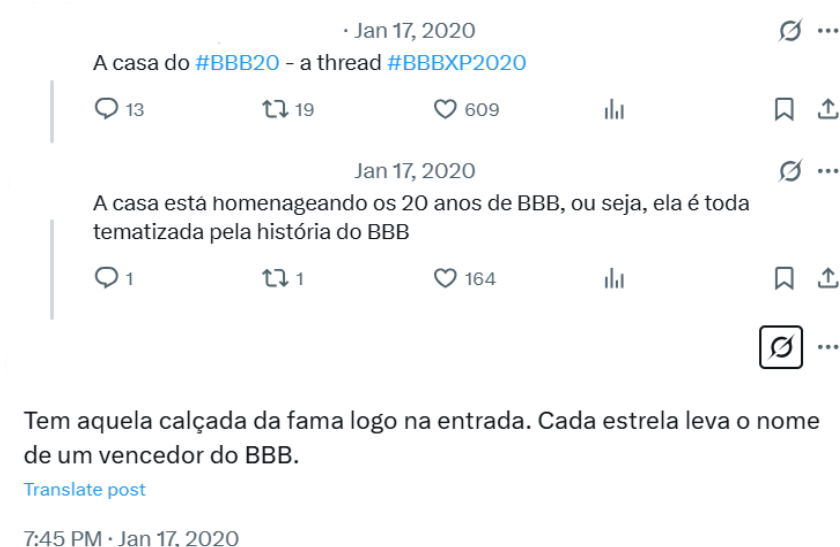 · Jan 17, 2020
A casa do #BBB20 - a thread #BBBXP2020
13 19 609
Jan 17, 2020
A casa está homenageando os 20 anos de BBB, ou seja, ela é toda
tematizada pela história do BBB
1 1 164
Tem aquela calçada da fama logo na entrada. Cada estrela leva o nome
de um vencedor do BBB.
Translate post
7:45 PM · Jan 17, 2020